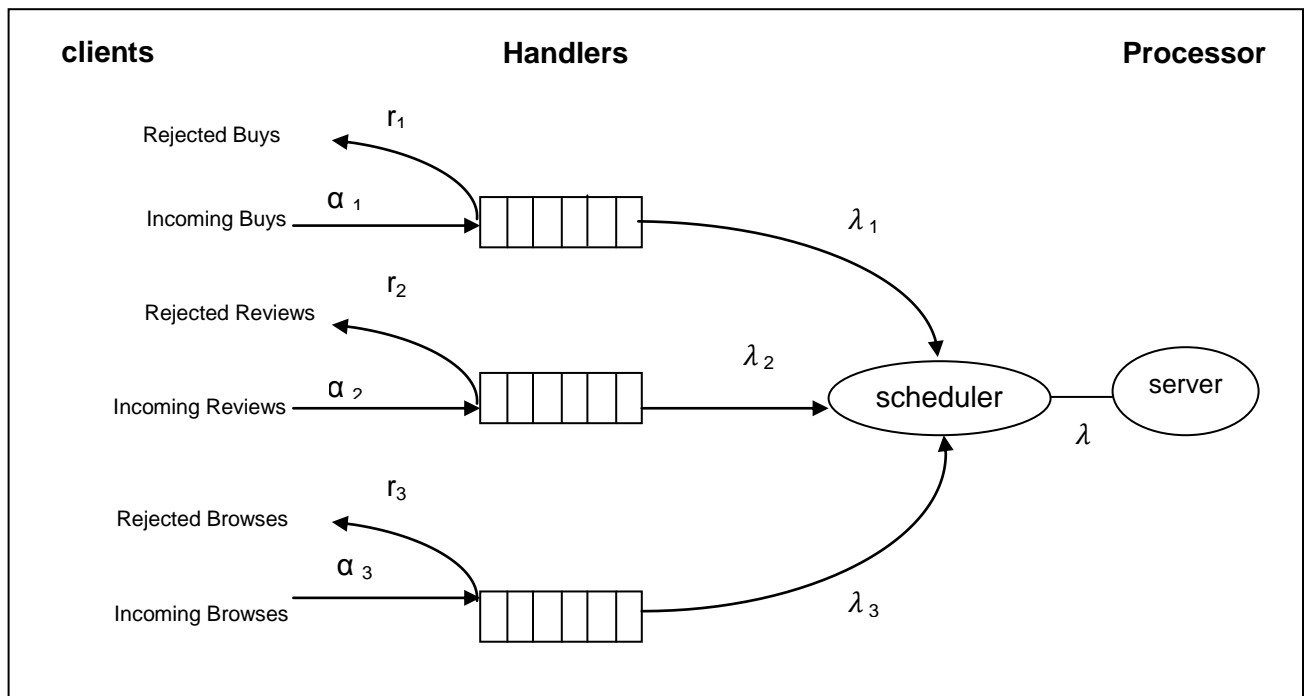 clients Handlers Processor
r₁
Rejected Buys
α ₁
Incoming Buys
λ ₁
r₂
Rejected Reviews
λ ₂
α ₂
Incoming Reviews
scheduler
server
λ
r₃
Rejected Browses
α ₃
Incoming Browses
λ ₃